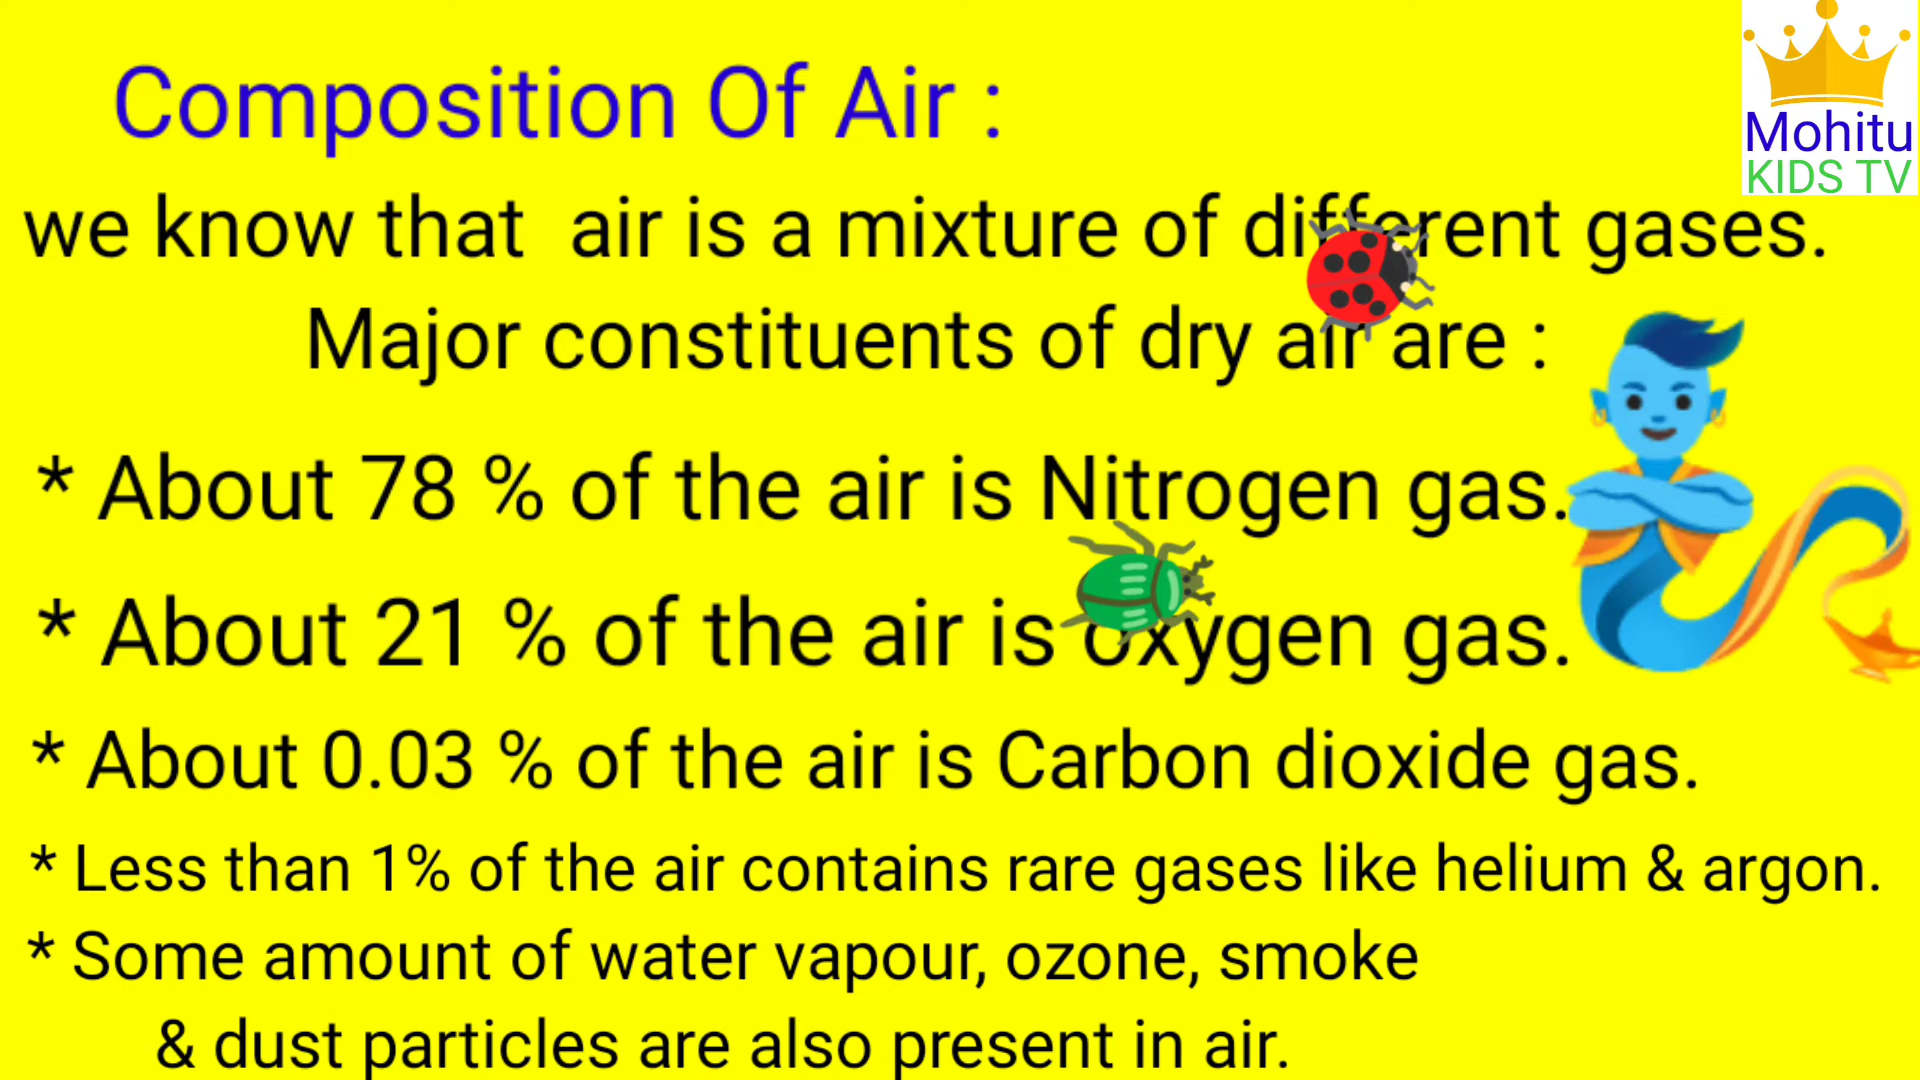 Composition Of Air :
Mohitu
KIDS TV
we know that air is a mixture of different gases.
Major constituents of dry air are :
* About 78 % of the air is Nitrogen gas.
* About 21 % of the air is oxygen gas.
* About 0.03 % of the air is Carbon dioxide gas.
* Less than 1% of the air contains rare gases like helium & argon.
* Some amount of water vapour, ozone, smoke
& dust particles are also present in air.